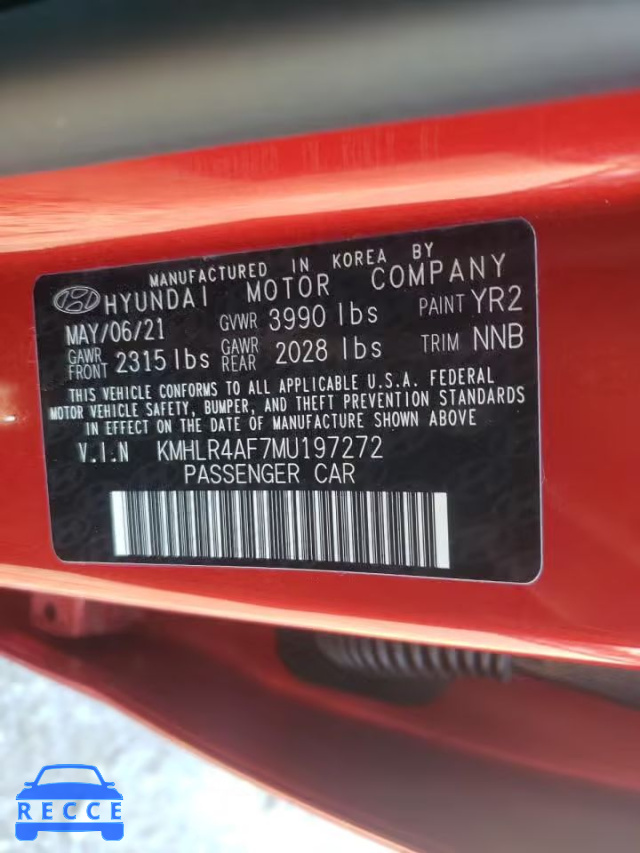 MANUFACTURED IN KOREA BY
HYUNDAI MOTOR COMPANY
MAY/06/21 GVWR 3990 lbs PAINT YR2
GAWR FRONT 2315 lbs GAWR REAR 2028 lbs TRIM NNB
THIS VEHICLE CONFORMS TO ALL APPLICABLE U.S.A. FEDERAL
MOTOR VEHICLE SAFETY, BUMPER, AND THEFT PREVENTION STANDARDS
IN EFFECT ON THE DATE OF MANUFACTURE SHOWN ABOVE
V.I.N KMHLR4AF7MU197272
PASSENGER CAR
RECCE